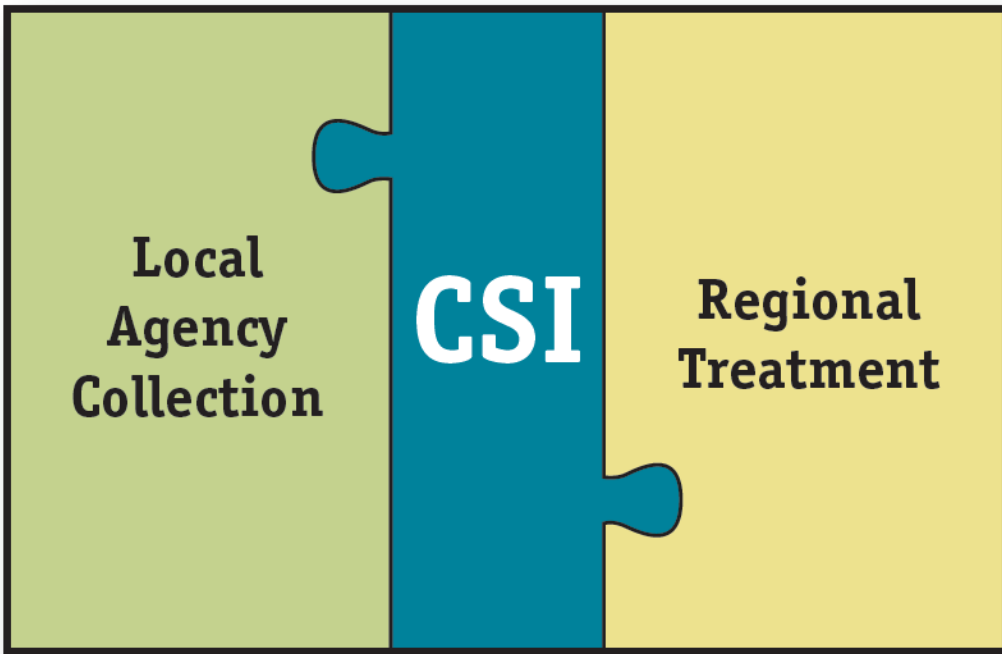 Local
Agency
Collection
CSI
Regional
Treatment